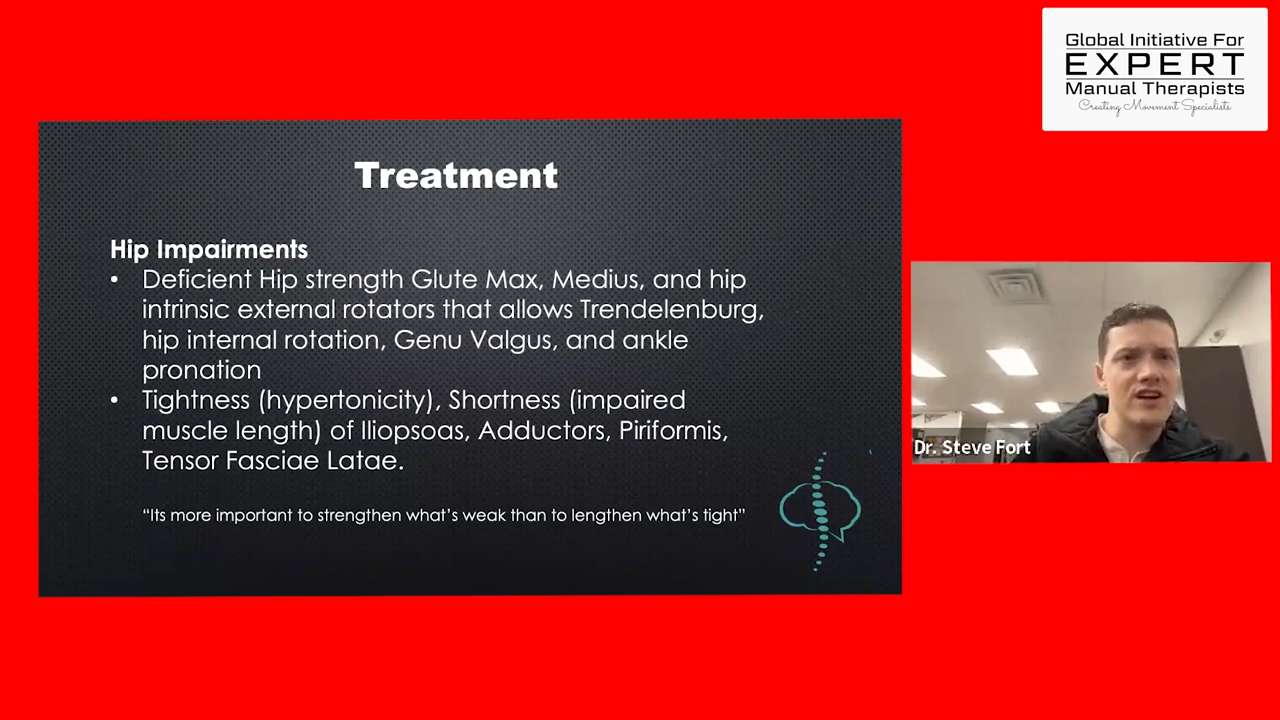 Global Initiative For
EXPERT
Manual Therapists
Creating Movement Specialists
Treatment
Hip Impairments
• Deficient Hip strength Glute Max, Medius, and hip
intrinsic external rotators that allows Trendelenburg,
hip internal rotation, Genu Valgus, and ankle
pronation
• Tightness (hypertonicity), Shortness (impaired
muscle length) of Iliopsoas, Adductors, Piriformis,
Tensor Fasciae Latae.
“Its more important to strengthen what’s weak than to lengthen what’s tight”
Dr. Steve Fort